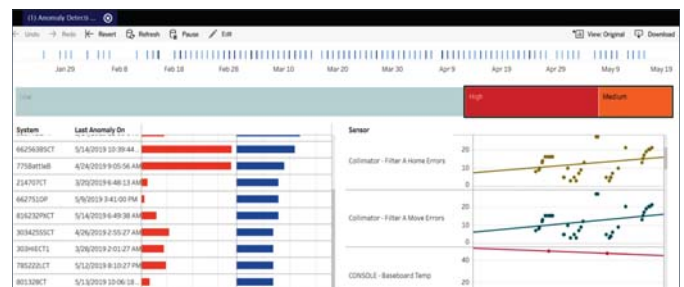 (1) Anomaly Detecti...
← Undo → Redo Revert Refresh Pause Edit View: Original Download
Jan 29 Feb 8 Feb 18 Feb 28 Mar 10 Mar 20 Mar 30 Apr 9 Apr 19 Apr 29 May 9 May 19
High Medium
System Last Anomaly On Sensor
662563BSCT 5/14/2019 10:39:44...
775BattleB 4/24/2019 9:05:56 AM
214707CT 3/20/2019 6:48:13 AM
662751OP 5/9/2019 3:41:00 PM
816232PXCT 5/14/2019 6:49:38 AM
303425SSCT 4/26/2019 2:55:27 AM
303HECT1 3/28/2019 2:01:27 AM
785222LCT 5/12/2019 8:10:27 PM
801328CT 5/13/2019 10:06:18...
Collimator - Filter A Home Errors
20
10
0
Collimator - Filter A Move Errors
20
10
0
CONSOLE - Baseboard Temp
40
20